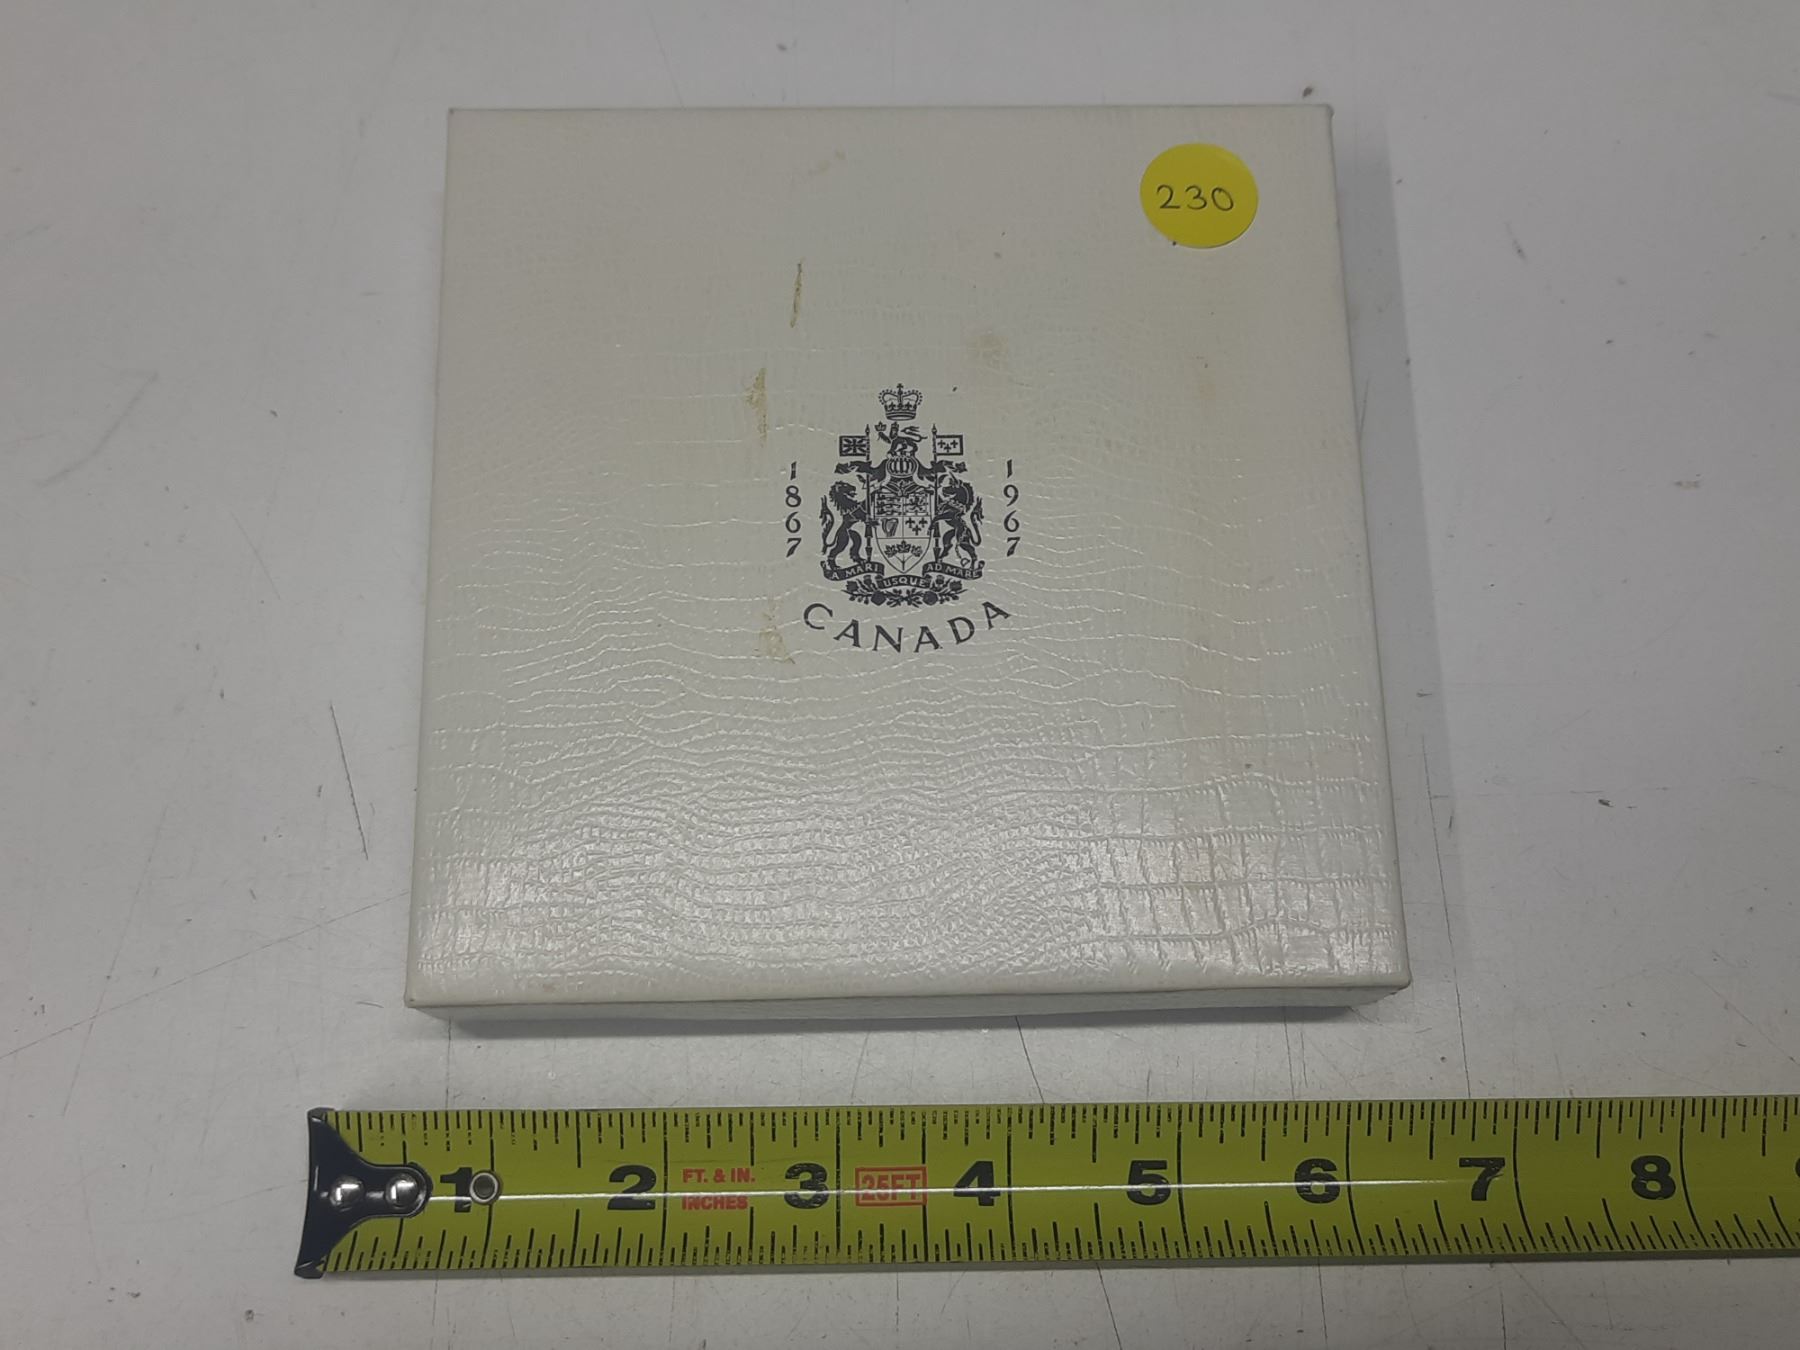 230
1867
1967
A MARI USQUE AD MARE
CANADA
1 2 FT. & IN. 3 25FT 4 5 6 7 8
INCHES